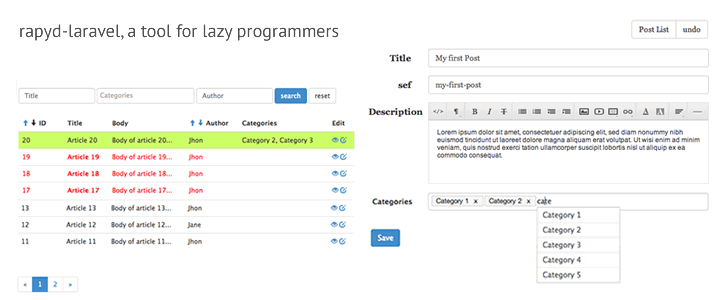 rapyd-laravel, a tool for lazy programmers
Title Categories Author search reset
ID Title Body Author Categories Edit
20 Article 20 Body of article 20... Jhon Category 2, Category 3
19 Article 19 Body of article 19... Jhon
18 Article 18 Body of article 18... Jhon
17 Article 17 Body of article 17... Jhon
13 Article 13 Body of article 13... Jhon
12 Article 12 Body of article 12... Jane
11 Article 11 Body of article 11... Jhon
« 1 2 »
Post List undo
Title My first Post
sef my-first-post
Description
</> ¶ B I T A A
Lorem ipsum dolor sit amet, consectetuer adipiscing elit, sed diam nonummy nibh
euismod tincidunt ut laoreet dolore magna aliquam erat volutpat. Ut wisi enim ad minim
veniam, quis nostrud exerci tation ullamcorper suscipit lobortis nisl ut aliquip ex ea
commodo consequat.
Categories Category 1 x Category 2 x cate
Category 1
Category 2
Category 3
Category 4
Category 5
Save